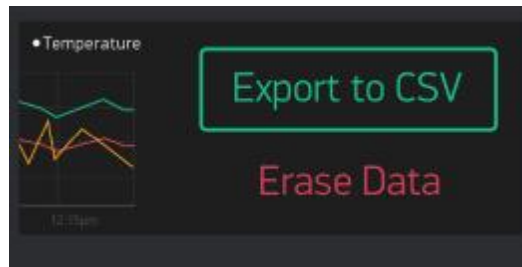 •Temperature
Export to CSV
Erase Data